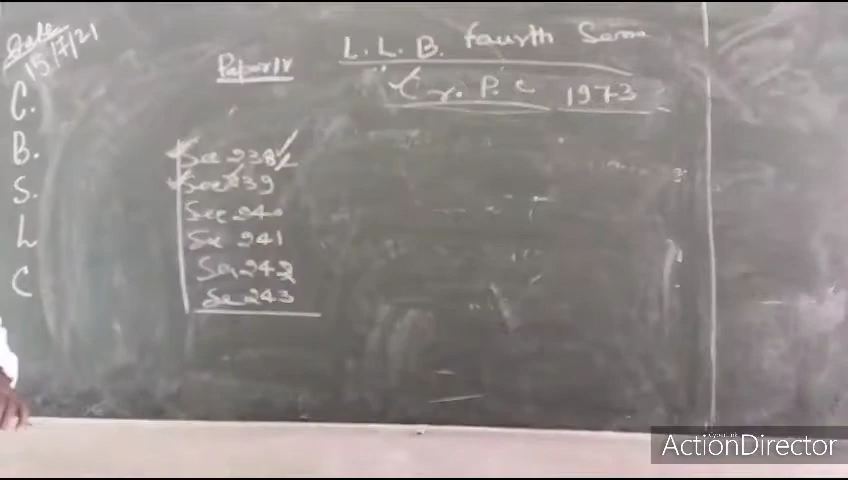 Date
15/7/21
L.L.B. Fourth Sem
Paper IV
Cr. P. C 1973
C.
B.
S.
L
C
Sec 238
Sec 239
Sec 240
Sec 241
Sec 242
Sec 243
ActionDirector